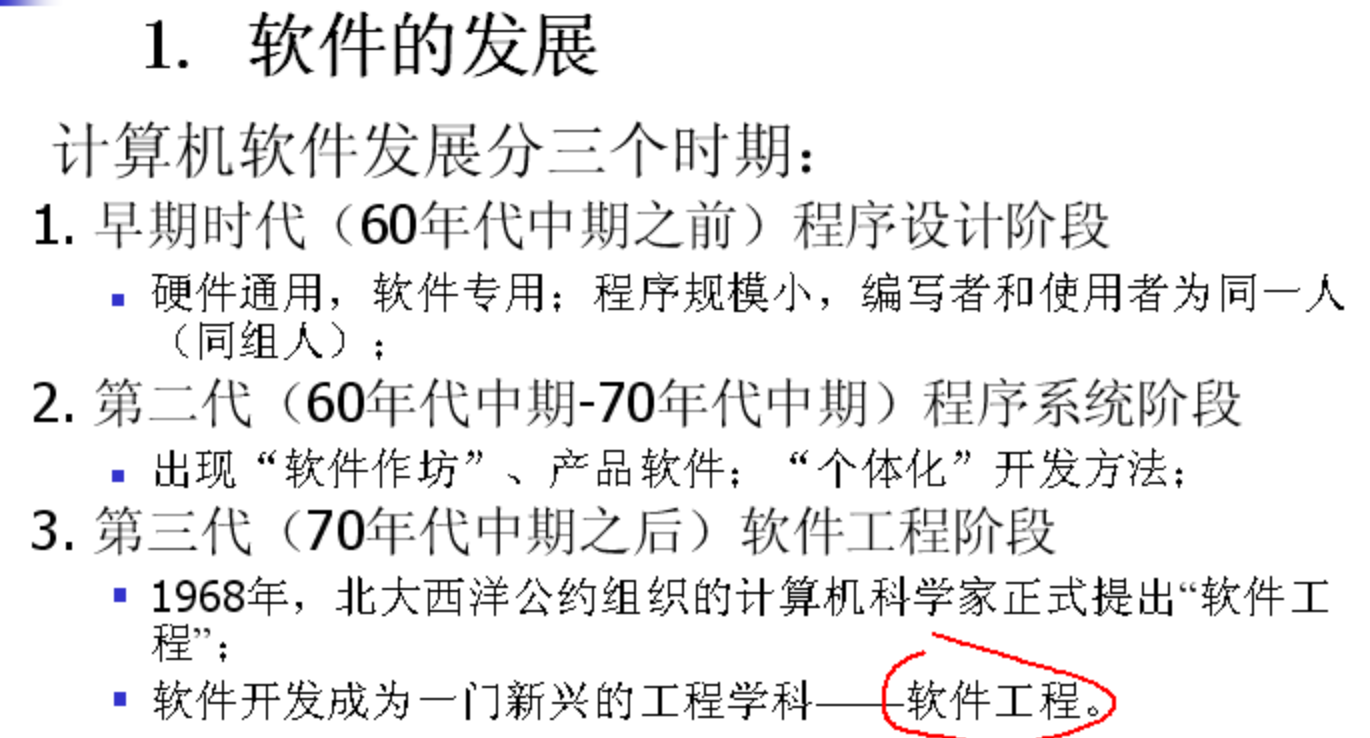 1. 软件的发展
计算机软件发展分三个时期：
1. 早期时代（60年代中期之前）程序设计阶段
硬件通用，软件专用；程序规模小，编写者和使用者为同一人
（同组人）；
2. 第二代（60年代中期-70年代中期）程序系统阶段
出现“软件作坊”、产品软件；“个体化”开发方法；
3. 第三代（70年代中期之后）软件工程阶段
1968年，北大西洋公约组织的计算机科学家正式提出“软件工
程”；
软件开发成为一门新兴的工程学科——软件工程。